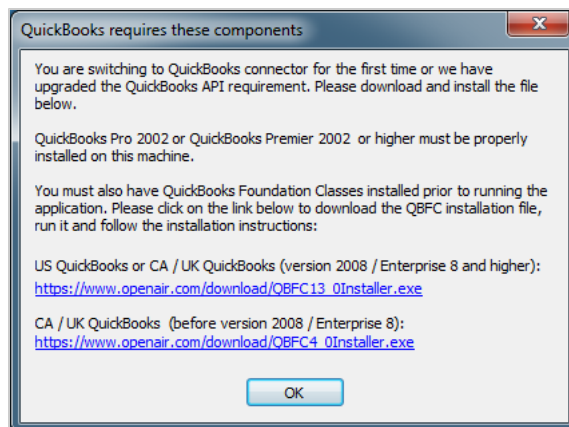 QuickBooks requires these components
You are switching to QuickBooks connector for the first time or we have
upgraded the QuickBooks API requirement. Please download and install the file
below.
QuickBooks Pro 2002 or QuickBooks Premier 2002 or higher must be properly
installed on this machine.
You must also have QuickBooks Foundation Classes installed prior to running the
application. Please click on the link below to download the QBFC installation file,
run it and follow the installation instructions:
US QuickBooks or CA / UK QuickBooks (version 2008 / Enterprise 8 and higher):
https://www.openair.com/download/QBFC13_0Installer.exe
CA / UK QuickBooks (before version 2008 / Enterprise 8):
https://www.openair.com/download/QBFC4_0Installer.exe
OK